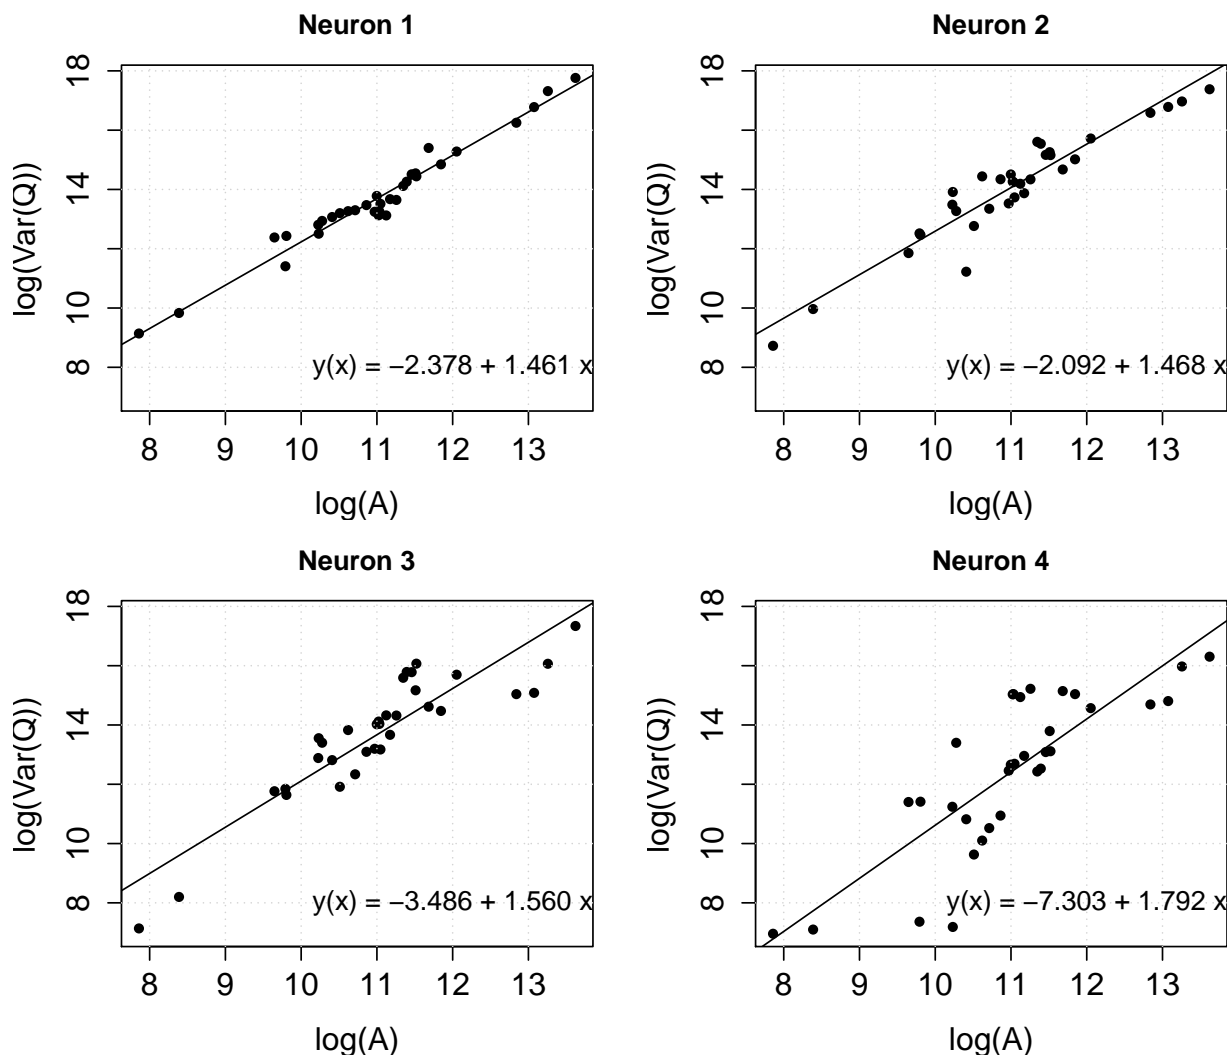 Neuron 1
18
14
10
8
log(Var(Q))
y(x) = −2.378 + 1.461 x
8 9 10 11 12 13
log(A)
Neuron 2
18
14
10
8
log(Var(Q))
y(x) = −2.092 + 1.468 x
8 9 10 11 12 13
log(A)
Neuron 3
18
14
10
8
log(Var(Q))
y(x) = −3.486 + 1.560 x
8 9 10 11 12 13
log(A)
Neuron 4
18
14
10
8
log(Var(Q))
y(x) = −7.303 + 1.792 x
8 9 10 11 12 13
log(A)